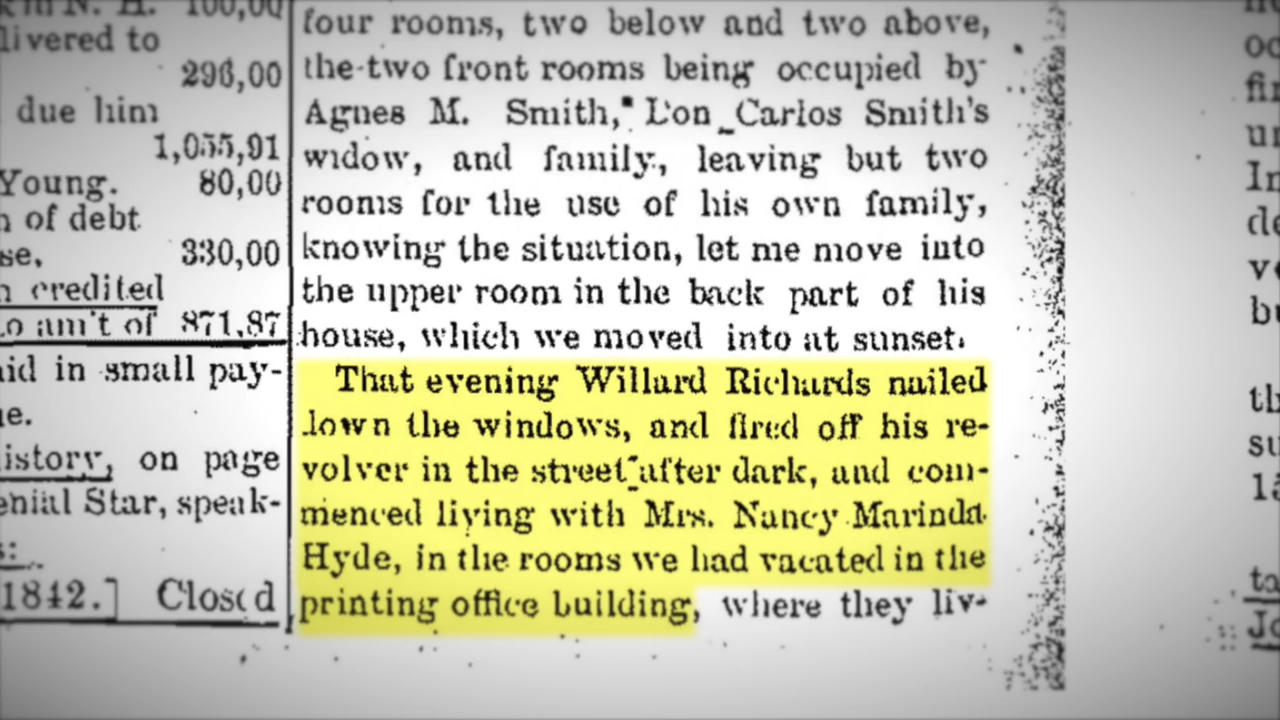 100,00
livered to
296,00
due him
1,055,91
Young. 80,00
of debt
se, 330,00
credited
am't of 871,87
aid in small pay-
istory, on page
enial Star, speak-
1842.] Closed
four rooms, two below and two above,
the two front rooms being occupied by
Agnes M. Smith, Don Carlos Smith's
widow, and family, leaving but two
rooms for the use of his own family,
knowing the situation, let me move into
the upper room in the back part of his
house, which we moved into at sunset.
That evening Willard Richards nailed
down the windows, and fired off his re-
volver in the street after dark, and com-
menced living with Mrs. Nancy Marinda
Hyde, in the rooms we had vacated in the
printing office building, where they liv-